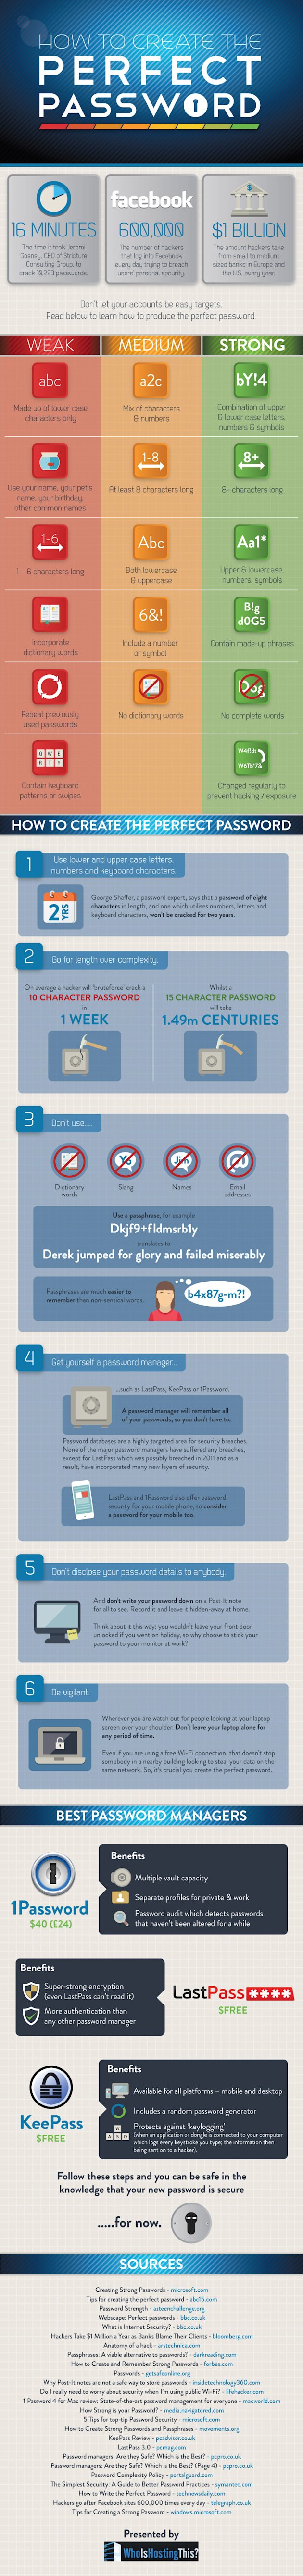 HOW TO CREATE THE
PERFECT
PASSWORD
16 MINUTES
The time it took Jeremi
Gosney, CEO of Stricture
Consulting Group, to
crack 10,233 passwords.
facebook
600,000
The number of hackers
that log into Facebook
every day trying to breach
users' personal security.
$1 BILLION
The amount hackers take
from small to medium
sized banks in Europe and
the U.S. every year.
Don't let your accounts be easy targets.
Read below to learn how to produce the perfect password.
WEAK
MEDIUM
STRONG
abc
a2c
bY!4
Made up of lower case
characters only
Mix of characters
& numbers
Combination of upper
& lower case letters,
numbers & symbols
1-8
8+
Use your name, your pet's
name, your birthday,
other common names
At least 8 characters long
8+ characters long
1-6
Abc
Aa1*
1 - 6 characters long
Both lowercase
& uppercase
Upper & lowercase,
numbers, symbols
6&!
B!g
d0G5
Incorporate
dictionary words
Include a number
or symbol
Contain made-up phrases
Dog
Repeat previously
used passwords
No dictionary words
No complete words
QWE
RTY
Contain keyboard
patterns or swipes
Changed regularly to
prevent hacking / exposure
HOW TO CREATE THE PERFECT PASSWORD
1
Use lower and upper case letters,
numbers and keyboard characters.
2 YRS
George Shaffer, a password expert, says that a password of eight
characters in length, and one which utilises numbers, letters and
keyboard characters, won't be cracked for two years.
2
Go for length over complexity.
On average a hacker will 'bruteforce' crack a
10 CHARACTER PASSWORD
in
1 WEEK
Whilst a
15 CHARACTER PASSWORD
will take
1.49m CENTURIES
3
Don't use....
Yo
Jim
@
Dictionary
words
Slang
Names
Email
addresses
Use a passphrase, for example
Dkjf9+f1dmsrb1y
translates to
Derek jumped for glory and failed miserably
Passphrases are much easier to
remember than non-sensical words.
b4x87g-m?!
4
Get yourself a password manager...
...such as LastPass, KeePass or 1Password.
A password manager will remember all
of your passwords, so you don't have to.
Password databases are a highly targeted area for security breaches.
None of the major password managers have suffered any breaches,
except for LastPass which was possibly breached in 2011 and as a
result, have incorporated many new layers of security.
LastPass and 1Password also offer password
security for your mobile phone, so consider
a password for your mobile too.
5
Don't disclose your password details to anybody.
And don't write your password down on a Post-It note
for all to see. Record it and leave it hidden-away at home.
Think about it this way: you wouldn't leave your front door
unlocked if you went on holiday, so why choose to stick your
password to your monitor at work?
6
Be vigilant.
Wherever you are watch out for people looking at your laptop
screen over your shoulder. Don't leave your laptop alone for
any period of time.
Even if you are using a free Wi-Fi connection, that doesn't stop
somebody in a nearby building looking to steal your data on the
same network. So, it's crucial you create the perfect password.
BEST PASSWORD MANAGERS
1Password
$40 (£24)
Benefits
Multiple vault capacity
Separate profiles for private & work
Password audit which detects passwords
that haven't been altered for a while
Benefits
Super-strong encryption
(even LastPass can't read it)
More authentication than
any other password manager
LastPass ****
$FREE
KeePass
$FREE
Benefits
Available for all platforms – mobile and desktop
Includes a random password generator
W
A S D
Protects against 'keylogging'
(when an application or dongle is connected to your computer
which logs every keystroke you type; the information then
being sent on to a hacker).
Follow these steps and you can be safe in the
knowledge that your new password is secure
.....for now.
SOURCES
Creating Strong Passwords - microsoft.com
Tips for creating the perfect password - abc15.com
Password Strength - asteenchallenge.org
Webscape: Perfect passwords - bbc.co.uk
What is Internet Security? - bbc.co.uk
Hackers Take $1 Million a Year as Banks Blame Their Clients - bloomberg.com
Anatomy of a hack - arstechnica.com
Passphrases: A viable alternative to passwords? - darkreading.com
How to Create and Remember Strong Passwords - forbes.com
Passwords - getsafeonline.org
Why Post-It notes are not a safe way to store passwords - insidetechnology360.com
Do I really need to worry about security when I'm using public Wi-Fi? - lifehacker.com
1 Password 4 for Mac review: State-of-the-art password management for everyone - macworld.com
How Strong is your Password? - media.navigatored.com
5 Tips for top-tip Password Security - microsoft.com
How to Create Strong Passwords and Passphrases - movements.org
KeePass Review - pcadvisor.co.uk
LastPass 3.0 - pcmag.com
Password managers: Are they Safe? Which is the Best? - pcpro.co.uk
Password managers: Are they Safe? Which is the Best? (Page 4) - pcpro.co.uk
Password Complexity Policy - portalguard.com
The Simplest Security: A Guide to Better Password Practices - symantec.com
How to Write the Perfect Password - technewsdaily.com
Hackers go after Facebook sites 600,000 times every day - telegraph.co.uk
Tips for Creating a Strong Password - windows.microsoft.com
Presented by
WhoIsHostingThis?